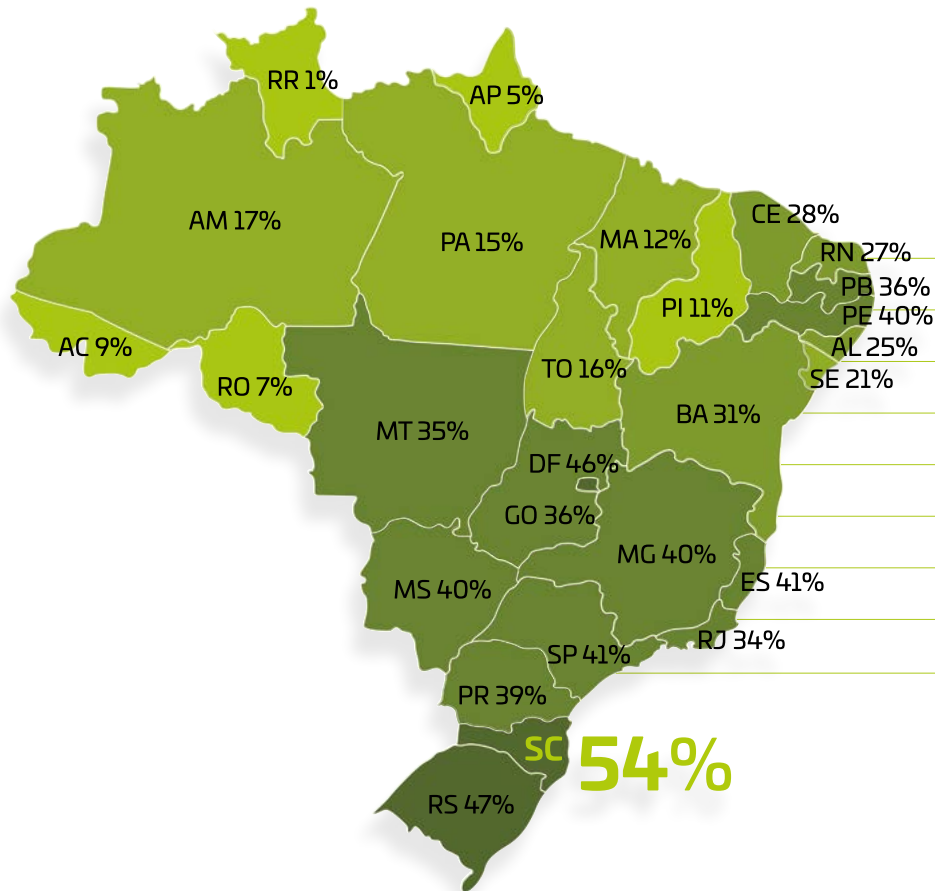 RR 1%
AP 5%
AM 17%
PA 15%
MA 12%
CE 28%
RN 27%
PI 11%
PB 36%
PE 40%
AC 9%
AL 25%
RO 7%
TO 16%
SE 21%
MT 35%
BA 31%
DF 46%
GO 36%
MG 40%
MS 40%
ES 41%
SP 41%
RJ 34%
PR 39%
SC 54%
RS 47%